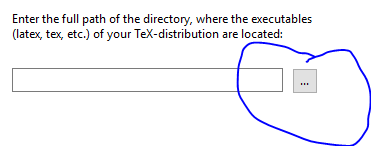 Enter the full path of the directory, where the executables
(latex, tex, etc.) of your TeX-distribution are located:
...